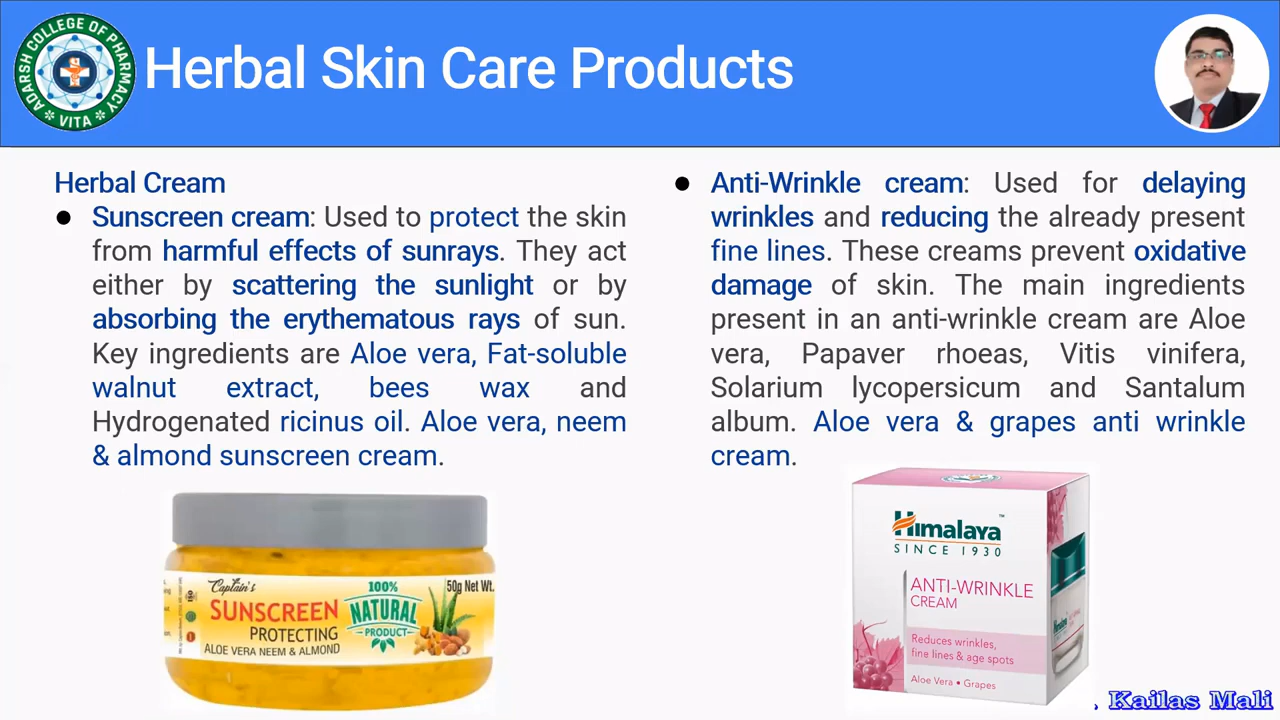 ADARSH COLLEGE OF PHARMACY
VITA
Herbal Skin Care Products
Herbal Cream
● Sunscreen cream: Used to protect the skin
from harmful effects of sunrays. They act
either by scattering the sunlight or by
absorbing the erythematous rays of sun.
Key ingredients are Aloe vera, Fat-soluble
walnut extract, bees wax and
Hydrogenated ricinus oil. Aloe vera, neem
& almond sunscreen cream.
● Anti-Wrinkle cream: Used for delaying
wrinkles and reducing the already present
fine lines. These creams prevent oxidative
damage of skin. The main ingredients
present in an anti-wrinkle cream are Aloe
vera, Papaver rhoeas, Vitis vinifera,
Solarium lycopersicum and Santalum
album. Aloe vera & grapes anti wrinkle
cream.
Captain's
SUNSCREEN
PROTECTING
ALOE VERA NEEM & ALMOND
100%
NATURAL
PRODUCT
50g Net Wt.
ISO
Himalaya
SINCE 1930
ANTI-WRINKLE
CREAM
Reduces wrinkles,
fine lines & age spots
Aloe Vera • Grapes
Himalaya
. Kailas Mali